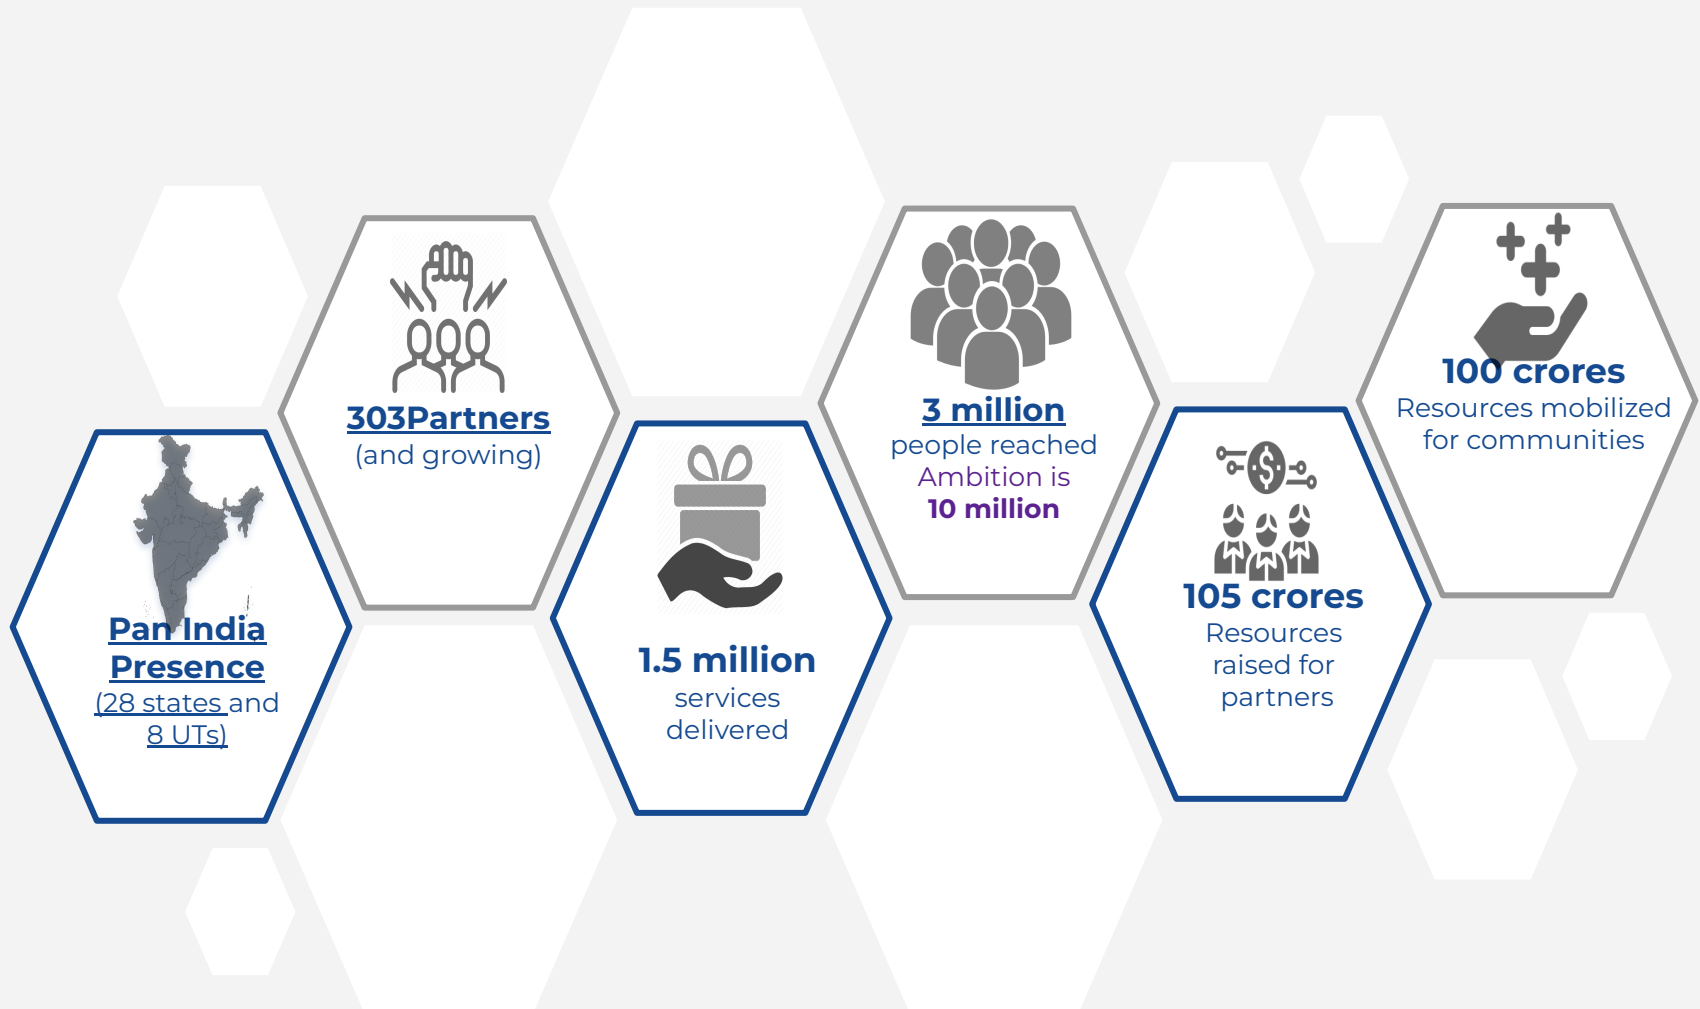 Pan India
Presence
(28 states and
8 UTs)
303Partners
(and growing)
1.5 million
services
delivered
3 million
people reached
Ambition is
10 million
105 crores
Resources
raised for
partners
100 crores
Resources mobilized
for communities